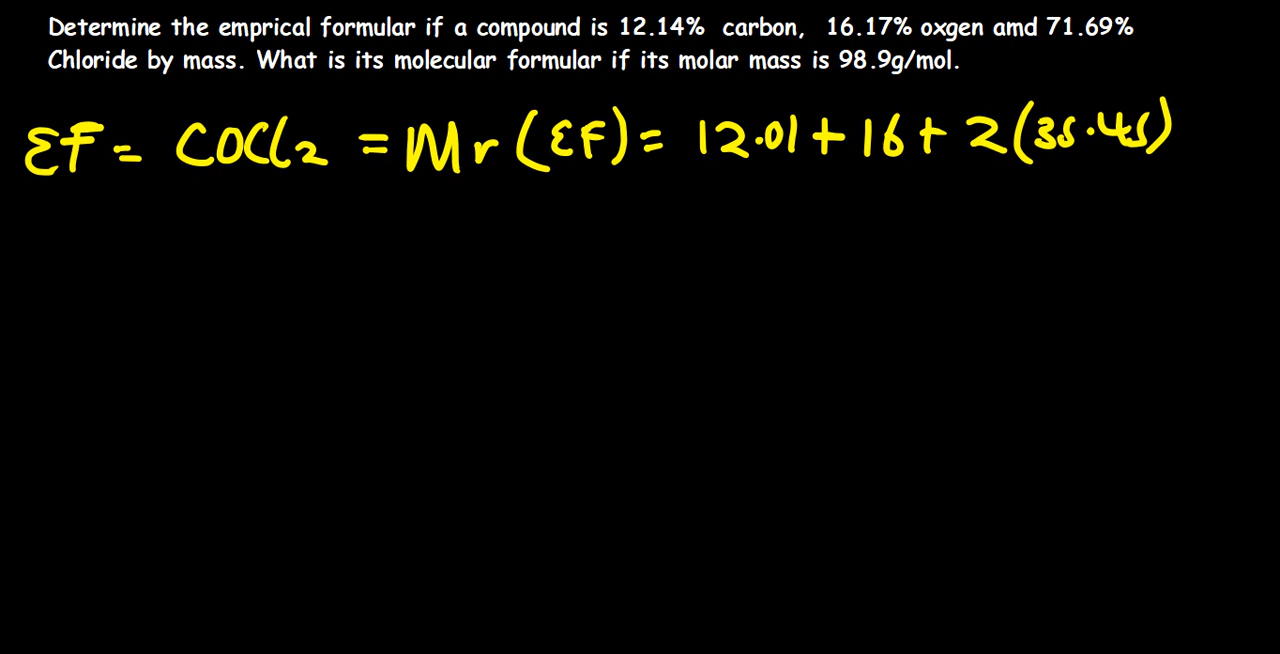 Determine the emprical formular if a compound is 12.14% carbon, 16.17% oxgen amd 71.69%
Chloride by mass. What is its molecular formular if its molar mass is 98.9g/mol.
EF = COCl2 = Mr (EF) = 12.01 + 16 + 2(35.45)